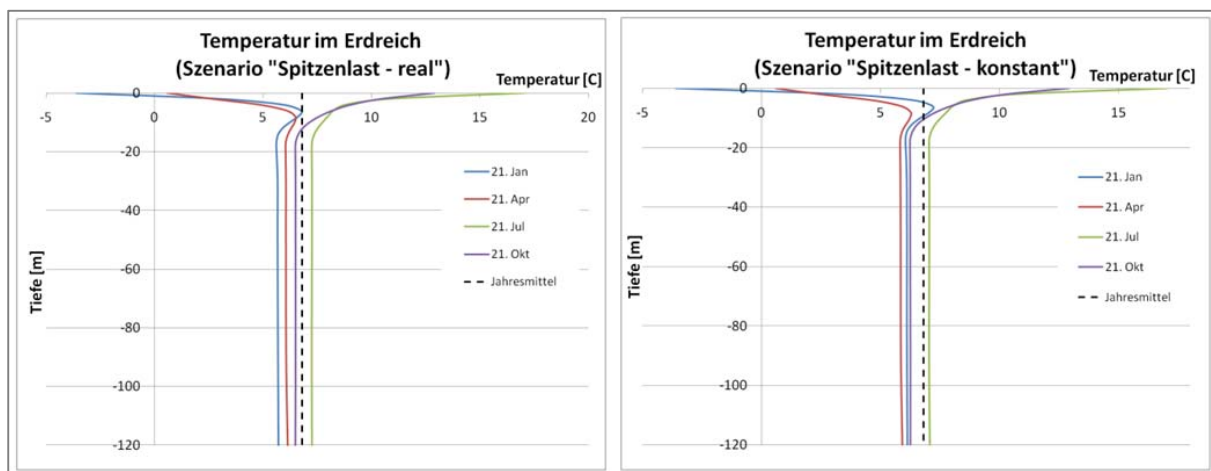 Temperatur im Erdreich
(Szenario "Spitzenlast - real")
Temperatur [C]
-5
0
5
10
15
20
0
-20
-40
-60
-80
-100
-120
Tiefe [m]
21. Jan
21. Apr
21. Jul
21. Okt
Jahresmittel
Temperatur im Erdreich
(Szenario "Spitzenlast - konstant")
Temperatur [C]
-5
0
5
10
15
0
-20
-40
-60
-80
-100
-120
Tiefe [m]
21. Jan
21. Apr
21. Jul
21. Okt
Jahresmittel